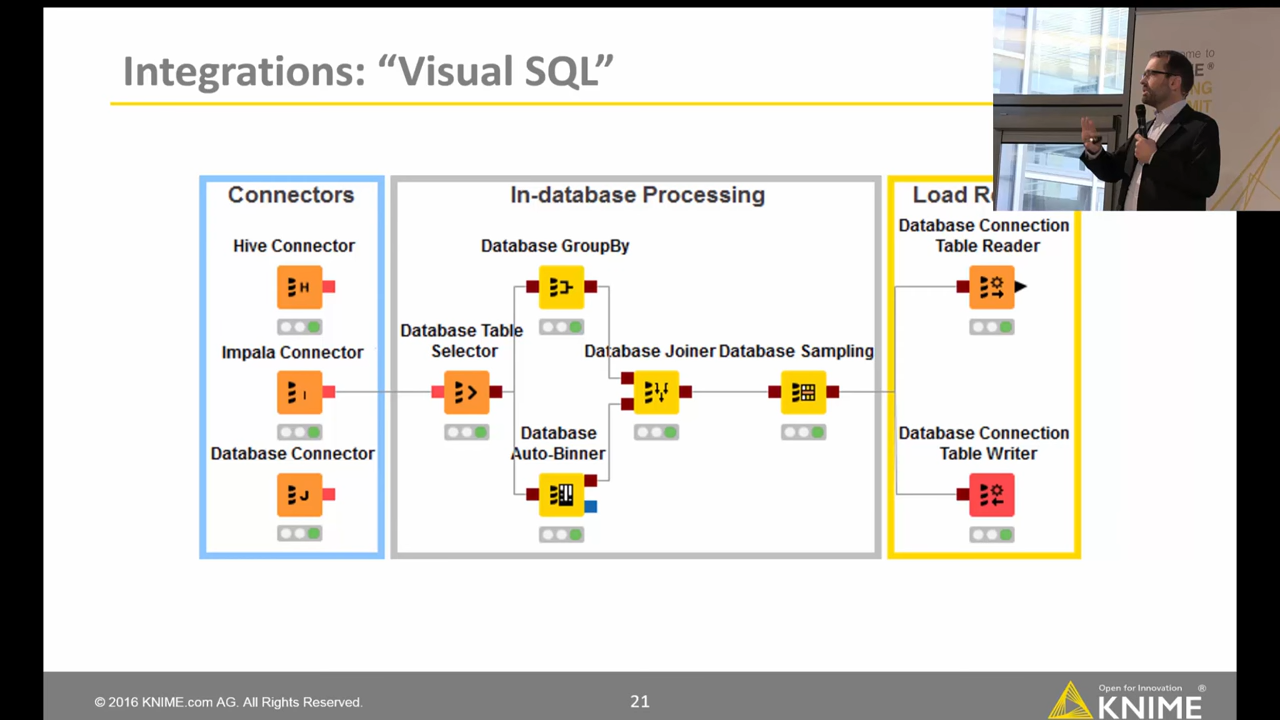 Integrations: “Visual SQL”
Welcome to
Connectors
In-database Processing
Load
Hive Connector
Database GroupBy
Database Connection
Table Reader
H
Impala Connector
Database Table
Selector
Database Joiner
Database Sampling
I
Database Connector
Database
Auto-Binner
Database Connection
Table Writer
J
© 2016 KNIME.com AG. All Rights Reserved.
21
Open for Innovation ®
KNIME